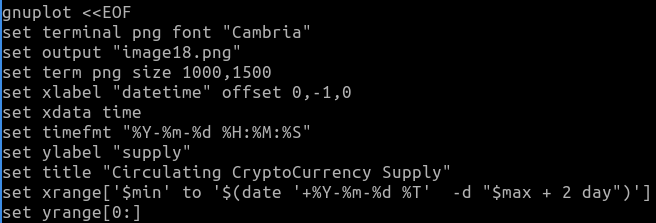 gnuplot <<EOF
set terminal png font "Cambria"
set output "image18.png"
set term png size 1000,1500
set xlabel "datetime" offset 0,-1,0
set xdata time
set timefmt "%Y-%m-%d %H:%M:%S"
set ylabel "supply"
set title "Circulating CryptoCurrency Supply"
set xrange['$min' to '$(date '+%Y-%m-%d %T'  -d "$max + 2 day")']
set yrange[0:]